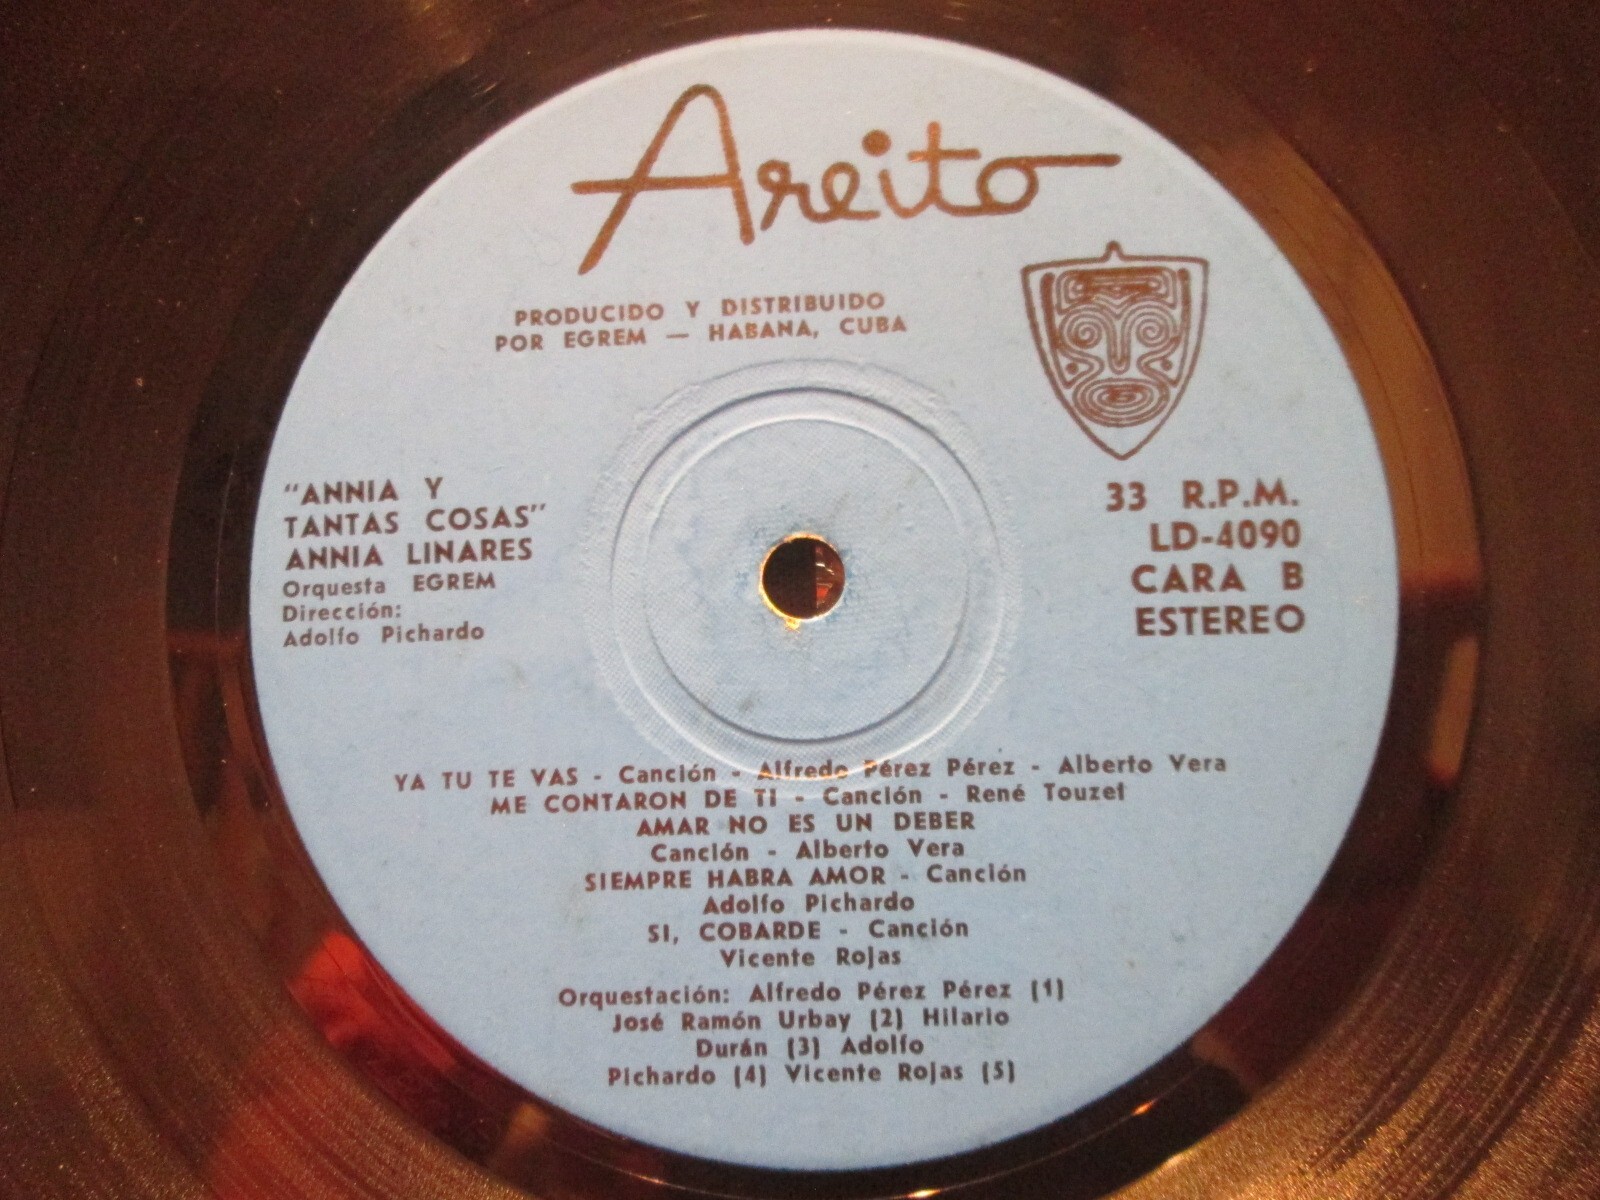 Areito
PRODUCIDO Y DISTRIBUIDO
POR EGREM — HABANA, CUBA
"ANNIA Y
TANTAS COSAS"
ANNIA LINARES
Orquesta EGREM
Dirección:
Adolfo Pichardo
33 R.P.M.
LD-4090
CARA B
ESTEREO
YA TU TE VAS - Canción - Alfredo Pérez Pérez - Alberto Vera
ME CONTARON DE TI - Canción - René Touzet
AMAR NO ES UN DEBER
Canción - Alberto Vera
SIEMPRE HABRA AMOR - Canción
Adolfo Pichardo
SI, COBARDE - Canción
Vicente Rojas
Orquestación: Alfredo Pérez Pérez (1)
José Ramón Urbay (2) Hilario
Durán (3) Adolfo
Pichardo (4) Vicente Rojas (5)